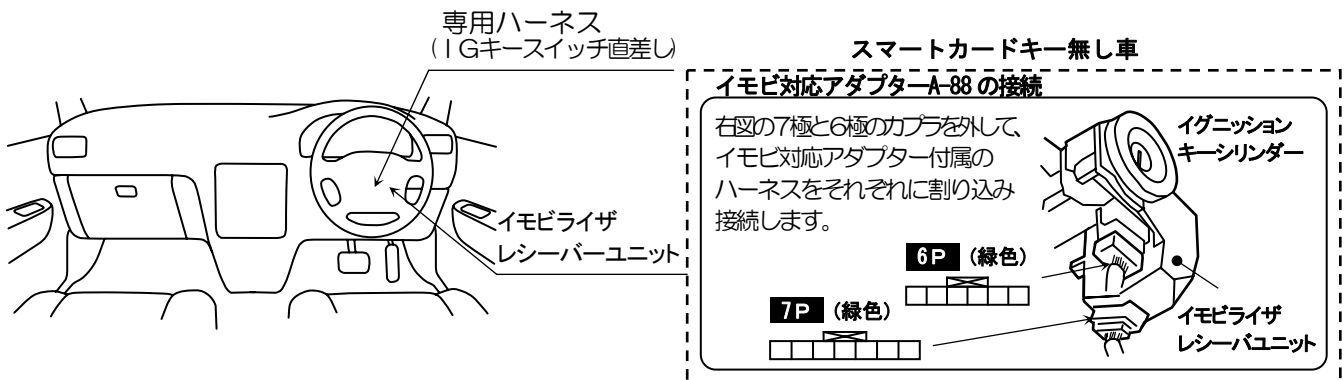 専用ハーネス
(IGキースイッチ直差し)
イモビライザ
レシーバーユニット
スマートカードキー無し車
イモビ対応アダプターA-88 の接続
右図の7極と6極のカプラを外して、
イモビ対応アダプター付属の
ハーネスをそれぞれに割り込み
接続します。
イグニッション
キーシリンダー
6P (緑色)
7P (緑色)
イモビライザ
レシーバユニット